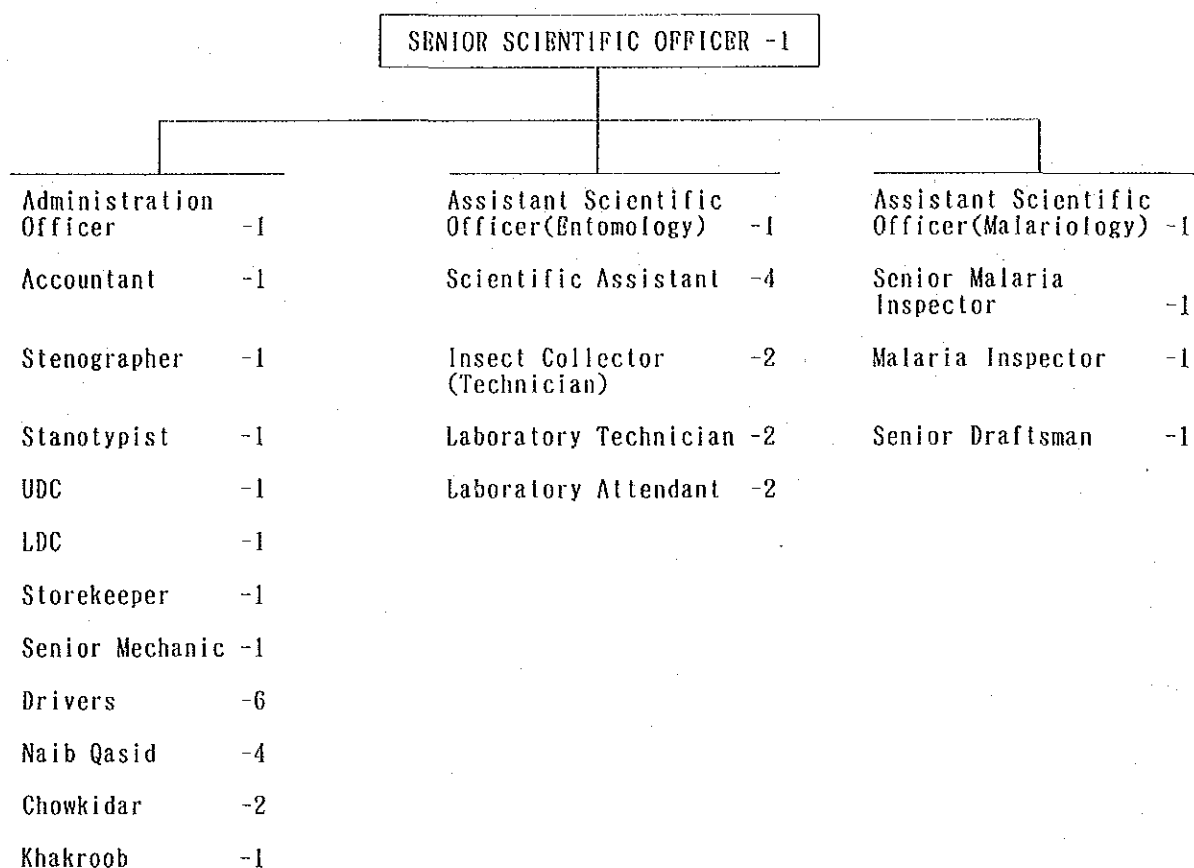 SENIOR SCIENTIFIC OFFICER -1
Administration
Officer -1
Accountant -1
Stenographer -1
Stanotypist -1
UDC -1
LDC -1
Storekeeper -1
Senior Mechanic -1
Drivers -6
Naib Qasid -4
Chowkidar -2
Khakroob -1
Assistant Scientific
Officer(Entomology) -1
Scientific Assistant -4
Insect Collector -2
(Technician)
Laboratory Technician -2
Laboratory Attendant -2
Assistant Scientific
Officer(Malariology) -1
Senior Malaria
Inspector -1
Malaria Inspector -1
Senior Draftsman -1